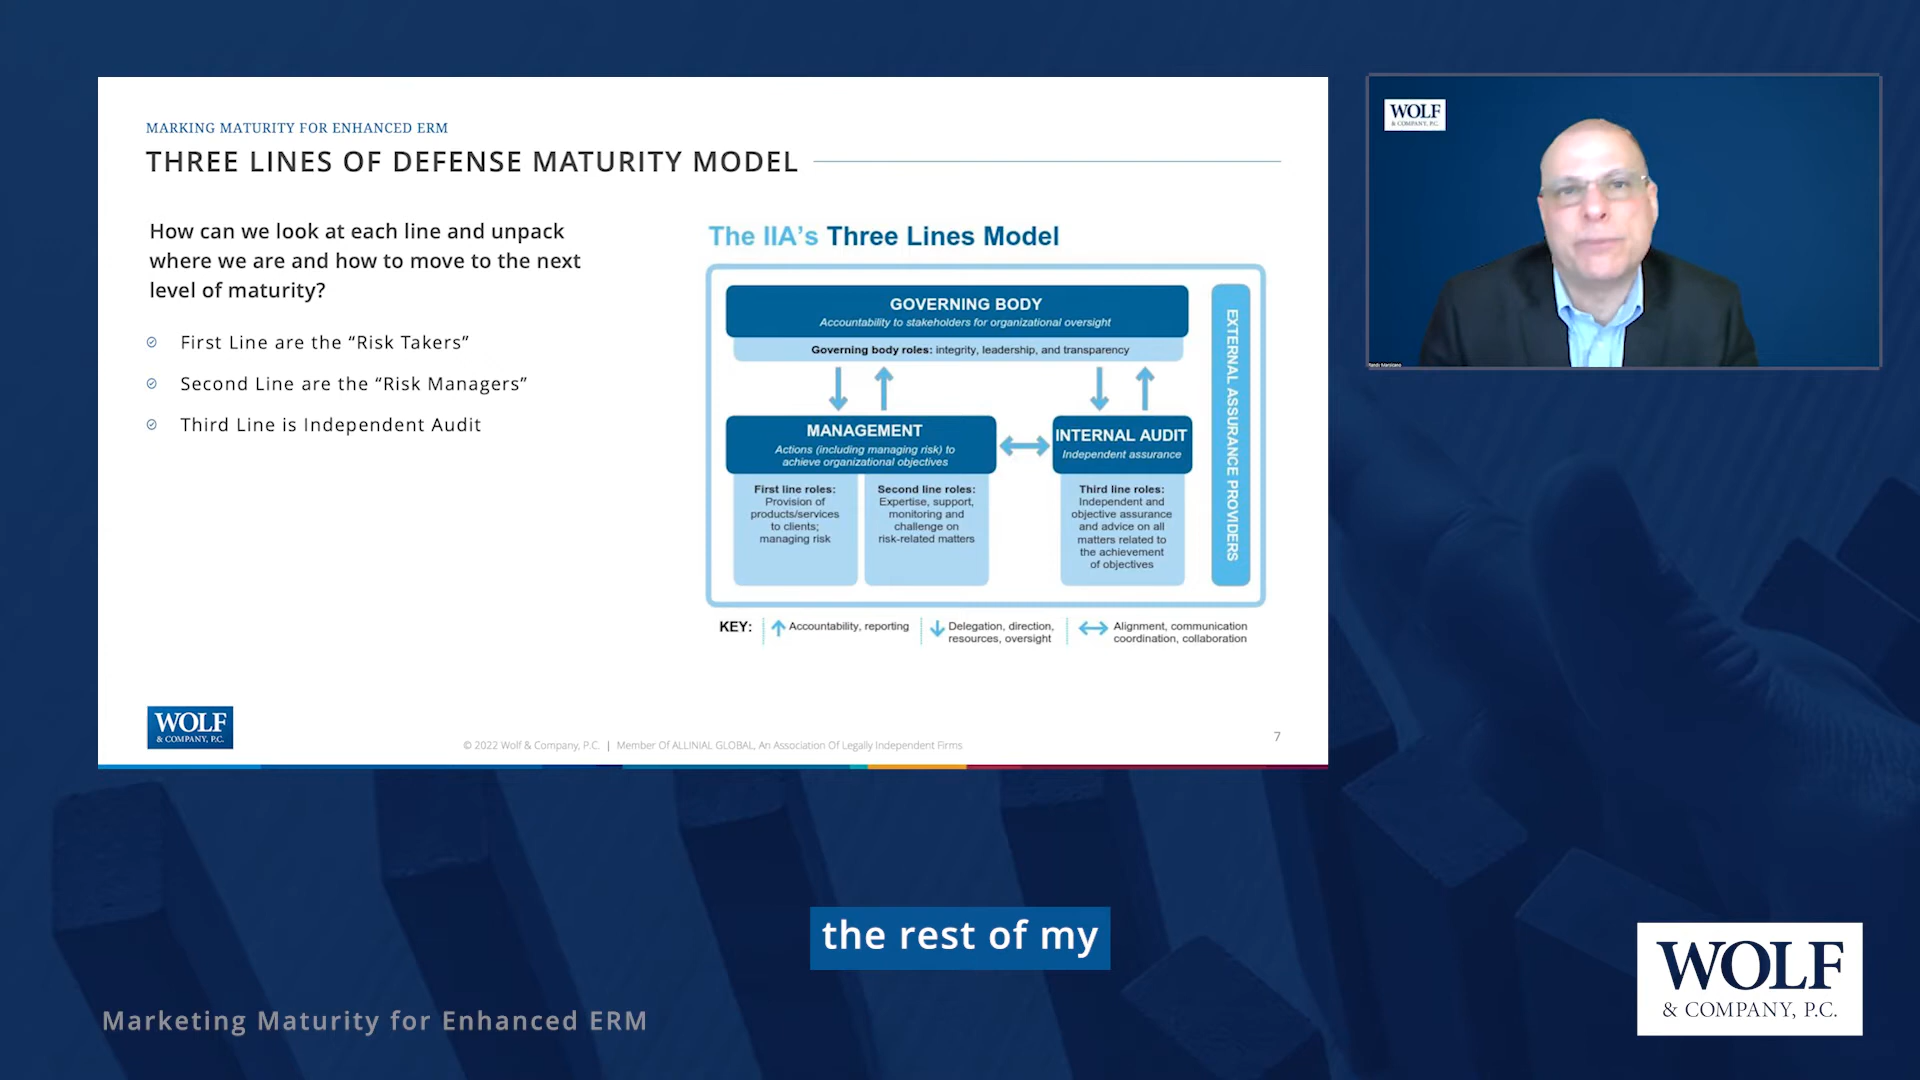 MARKING MATURITY FOR ENHANCED ERM
THREE LINES OF DEFENSE MATURITY MODEL
How can we look at each line and unpack
where we are and how to move to the next
level of maturity?
First Line are the “Risk Takers”
Second Line are the “Risk Managers”
Third Line is Independent Audit
The IIA’s Three Lines Model
GOVERNING BODY
Accountability to stakeholders for organizational oversight
Governing body roles: integrity, leadership, and transparency
MANAGEMENT
Actions (including managing risk) to
achieve organizational objectives
First line roles:
Provision of
products/services
to clients;
managing risk
Second line roles:
Expertise, support,
monitoring and
challenge on
risk-related matters
INTERNAL AUDIT
Independent assurance
Third line roles:
Independent and
objective assurance
and advice on all
matters related to
the achievement
of objectives
EXTERNAL ASSURANCE PROVIDERS
KEY:
Accountability, reporting
Delegation, direction,
resources, oversight
Alignment, communication
coordination, collaboration
WOLF
& COMPANY, P.C.
© 2022 Wolf & Company, P.C. | Member Of ALLINIAL GLOBAL, An Association Of Legally Independent Firms
7
WOLF
& COMPANY, P.C.
the rest of my
Marketing Maturity for Enhanced ERM
WOLF
& COMPANY, P.C.